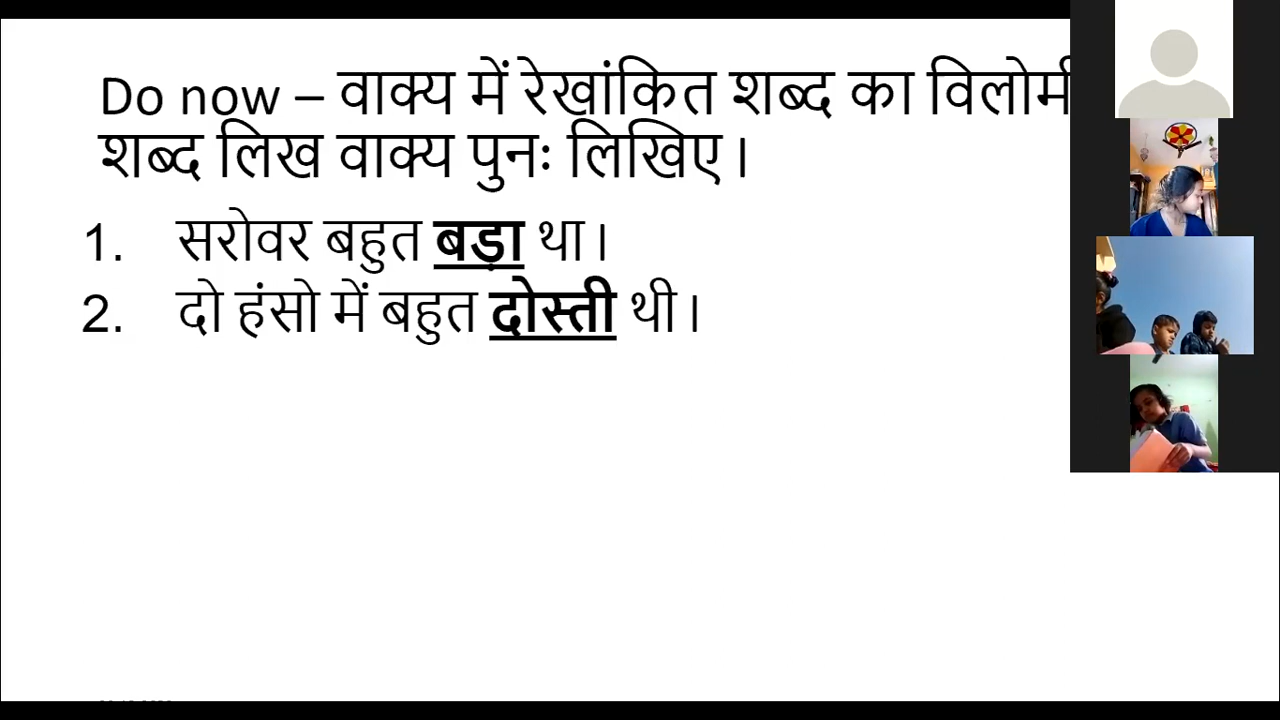 Do now – वाक्य में रेखांकित शब्द का
शब्द लिख वाक्य पुनः लिखिए।
1. सरोवर बहुत बड़ा था।
2. दो हंसो में बहुत दोस्ती थी।